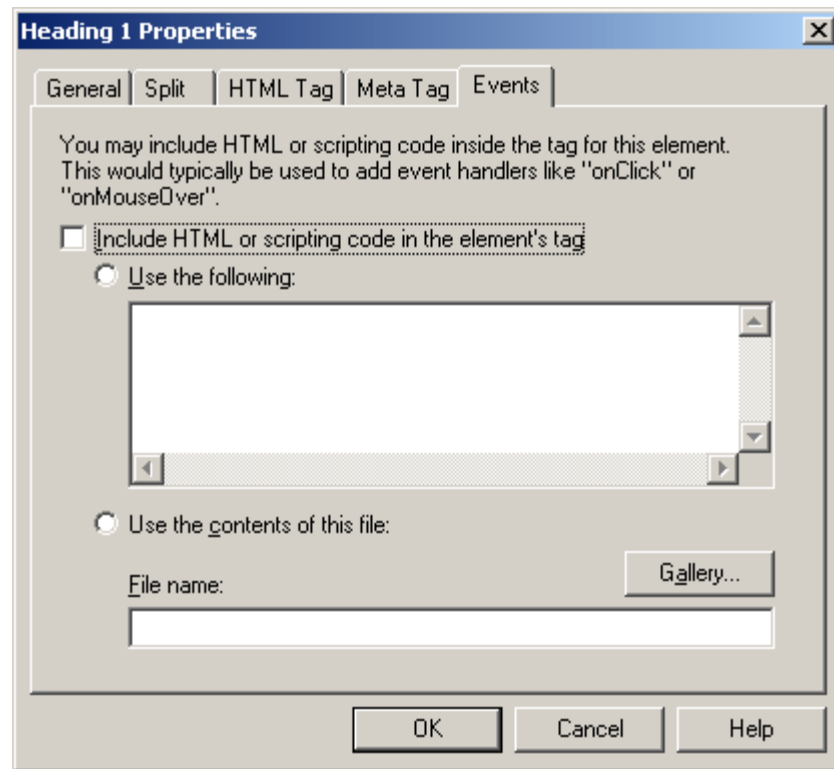 Heading 1 Properties
General Split HTML Tag Meta Tag Events
You may include HTML or scripting code inside the tag for this element.
This would typically be used to add event handlers like "onClick" or
"onMouseOver".
Include HTML or scripting code in the element's tag
Use the following:
Use the contents of this file:
Gallery...
File name:
OK Cancel Help